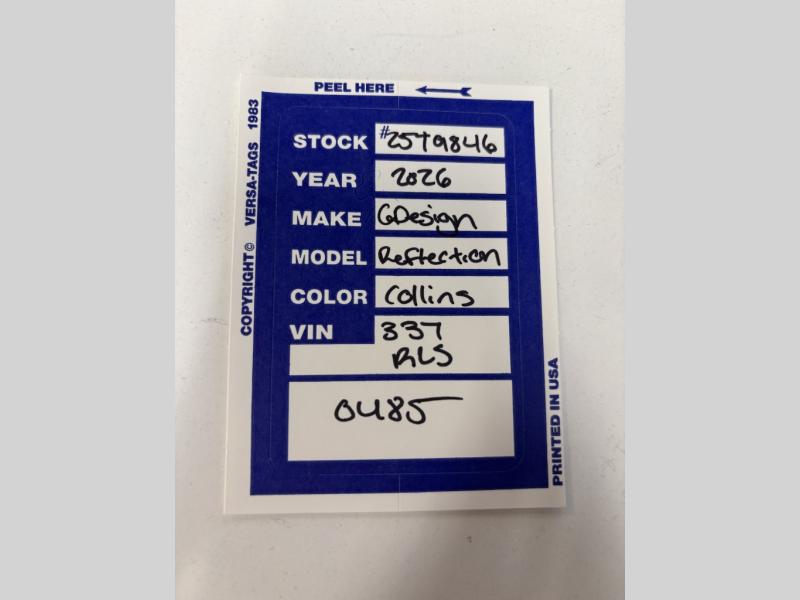 PEEL HERE
COPYRIGHT© VERSA-TAGS 1983
STOCK #25T9846
YEAR 2026
MAKE GDesign
MODEL Reflection
COLOR Collins
VIN 337
RLS
0485
PRINTED IN USA